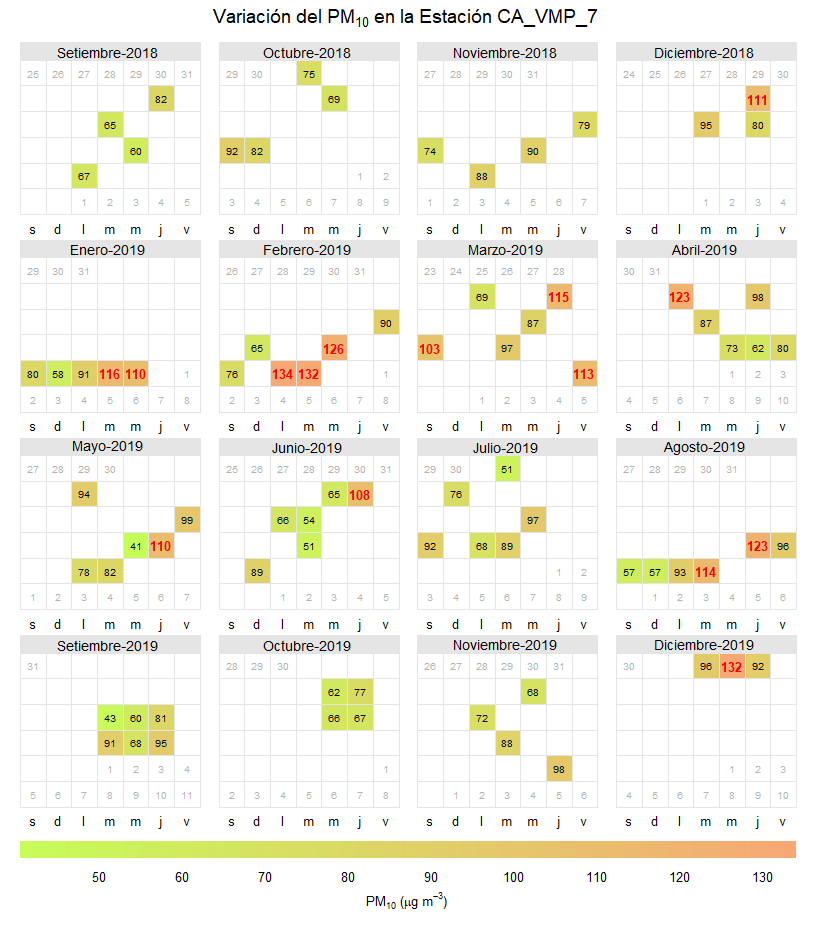 Variación del PM10 en la Estación CA_VMP_7
Setiembre-2018 Octubre-2018 Noviembre-2018 Diciembre-2018
25 26 27 28 29 30 31 29 30 75 27 28 29 30 31 24 25 26 27 28 29 30
82 69 111
65 79 95 80
60 92 82 74 90
67 1 2 88
1 2 3 4 5 3 4 5 6 7 8 9 1 2 3 4 5 6 7 1 2 3 4
s d l m m j v s d l m m j v s d l m m j v s d l m m j v
Enero-2019 Febrero-2019 Marzo-2019 Abril-2019
29 30 31 26 27 28 29 30 31 23 24 25 26 27 28 30 31
69 115 123 98
90 87 87
65 126 103 97 73 62 80
80 58 91 116 110 1 76 134 132 1 113 1 2 3
2 3 4 5 6 7 8 2 3 4 5 6 7 8 1 2 3 4 5 4 5 6 7 8 9 10
s d l m m j v s d l m m j v s d l m m j v s d l m m j v
Mayo-2019 Junio-2019 Julio-2019 Agosto-2019
27 28 29 30 25 26 27 28 29 30 31 29 30 51 27 28 29 30 31
94 65 108 76
99 66 54 97
41 110 51 92 68 89 123 96
78 82 89 1 2 57 57 93 114
1 2 3 4 5 6 7 1 2 3 4 5 3 4 5 6 7 8 9 1 2 3 4 5 6
s d l m m j v s d l m m j v s d l m m j v s d l m m j v
Setiembre-2019 Octubre-2019 Noviembre-2019 Diciembre-2019
31 28 29 30 26 27 28 29 30 31 30 96 132 92
62 77 68
43 60 81 66 67 72
91 68 95 88
1 2 3 4 1 98 1 2 3
5 6 7 8 9 10 11 2 3 4 5 6 7 8 1 2 3 4 5 6 4 5 6 7 8 9 10
s d l m m j v s d l m m j v s d l m m j v s d l m m j v
50 60 70 80 90 100 110 120 130
PM10 (μg m−3)